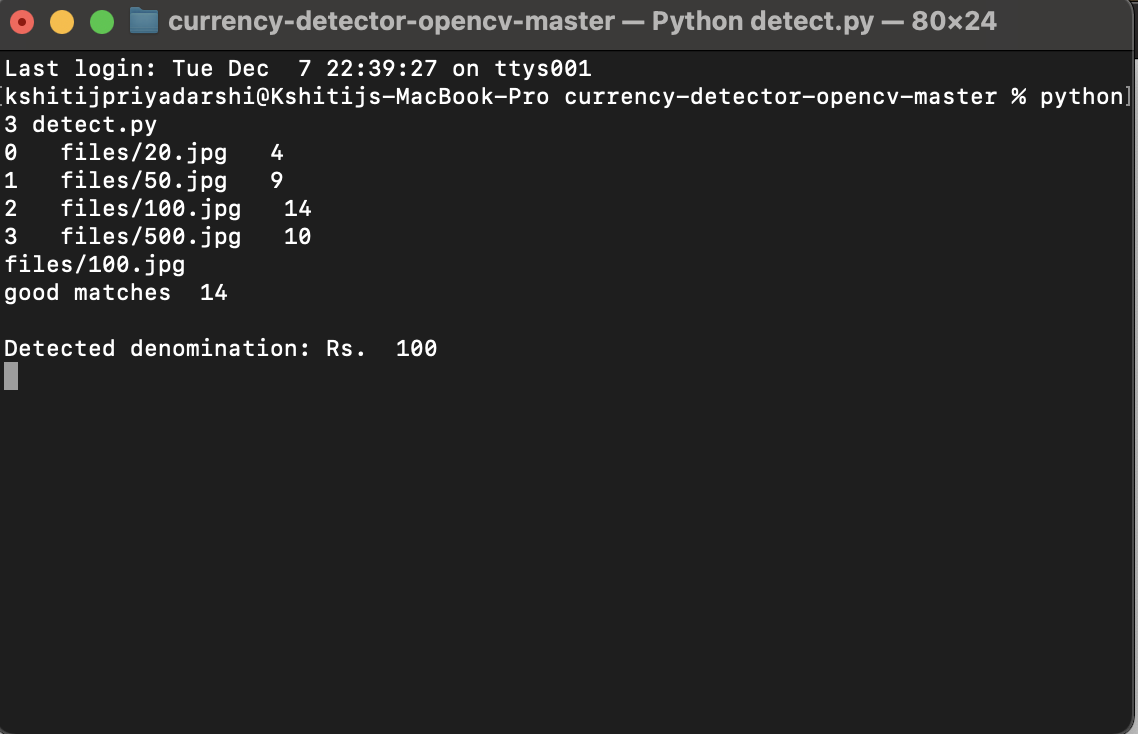 currency-detector-opencv-master — Python detect.py — 80×24
Last login: Tue Dec  7 22:39:27 on ttys001
[kshitijpriyadarshi@Kshitijs-MacBook-Pro currency-detector-opencv-master % python]
3 detect.py
0   files/20.jpg   4
1   files/50.jpg   9
2   files/100.jpg   14
3   files/500.jpg   10
files/100.jpg
good matches  14
Detected denomination: Rs.  100